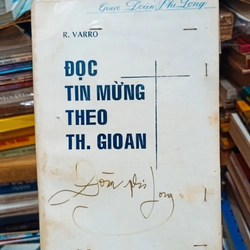 Đoàn Phi Long
R. VARRO
ĐỌC
TIN MỪNG
THEO
TH. GIOAN
Đoàn Phi Long